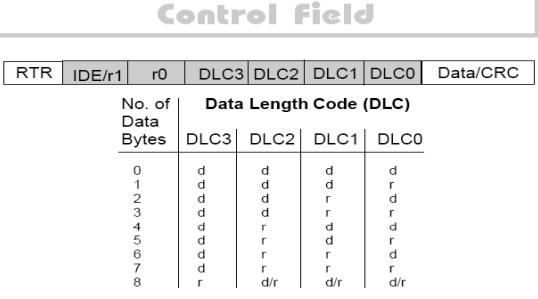 Control Field
RTR IDE/r1 r0 DLC3 DLC2 DLC1 DLC0 Data/CRC
No. of Data Length Code (DLC)
Data
Bytes DLC3 DLC2 DLC1 DLC0
0 d d d d
1 d d d r
2 d d r d
3 d d r r
4 d r d d
5 d r d r
6 d r r d
7 d r r r
8 r d/r d/r d/r